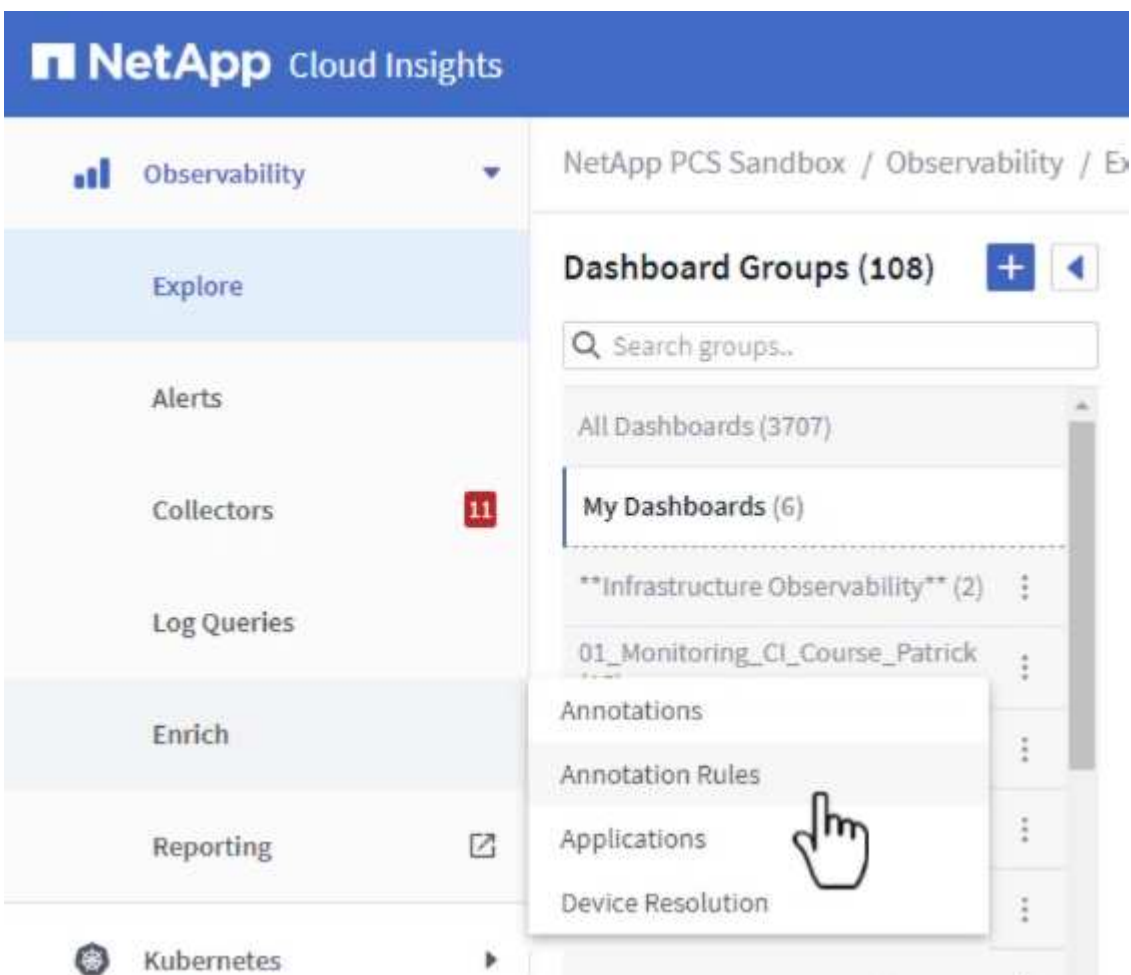 NetApp Cloud Insights
Observability
Explore
Alerts
Collectors
11
Log Queries
Enrich
Reporting
Kubernetes
NetApp PCS Sandbox / Observability / Ex
Dashboard Groups (108)
+
Search groups..
All Dashboards (3707)
My Dashboards (6)
**Infrastructure Observability** (2)
01_Monitoring_CI_Course_Patrick
Annotations
Annotation Rules
Applications
Device Resolution